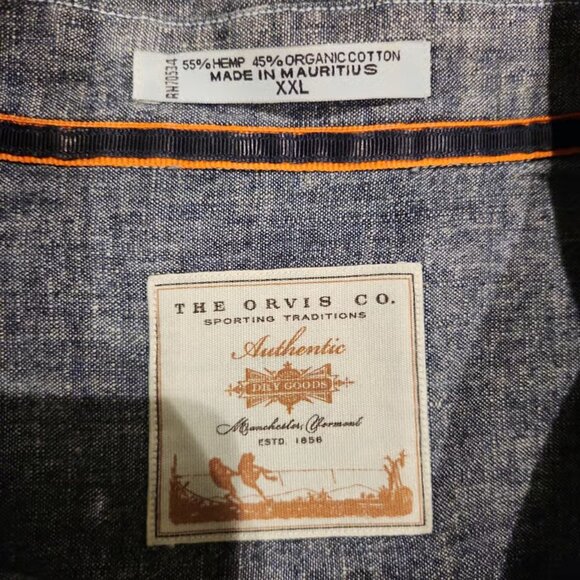 RH70534
55% HEMP 45% ORGANIC COTTON
MADE IN MAURITIUS
XXL
THE ORVIS CO.
SPORTING TRADITIONS
Authentic
DRY GOODS
Manchester, Vermont
ESTD. 1856